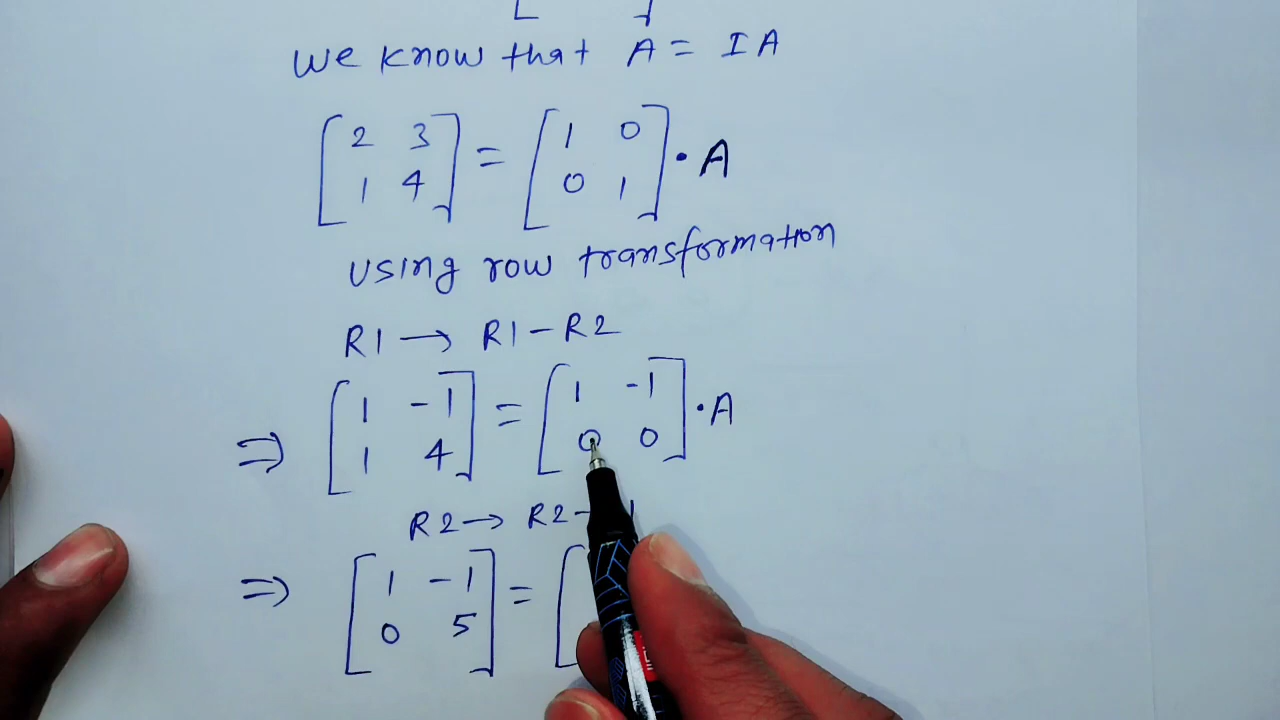 We know that A = IA
[2 3
1 4] = [1 0
0 1] · A
Using row transformation
R1 → R1 - R2
⇒ [1 -1
1 4] = [1 -1
0 0] · A
R2 → R2 -
⇒ [1 -1
0 5] = [